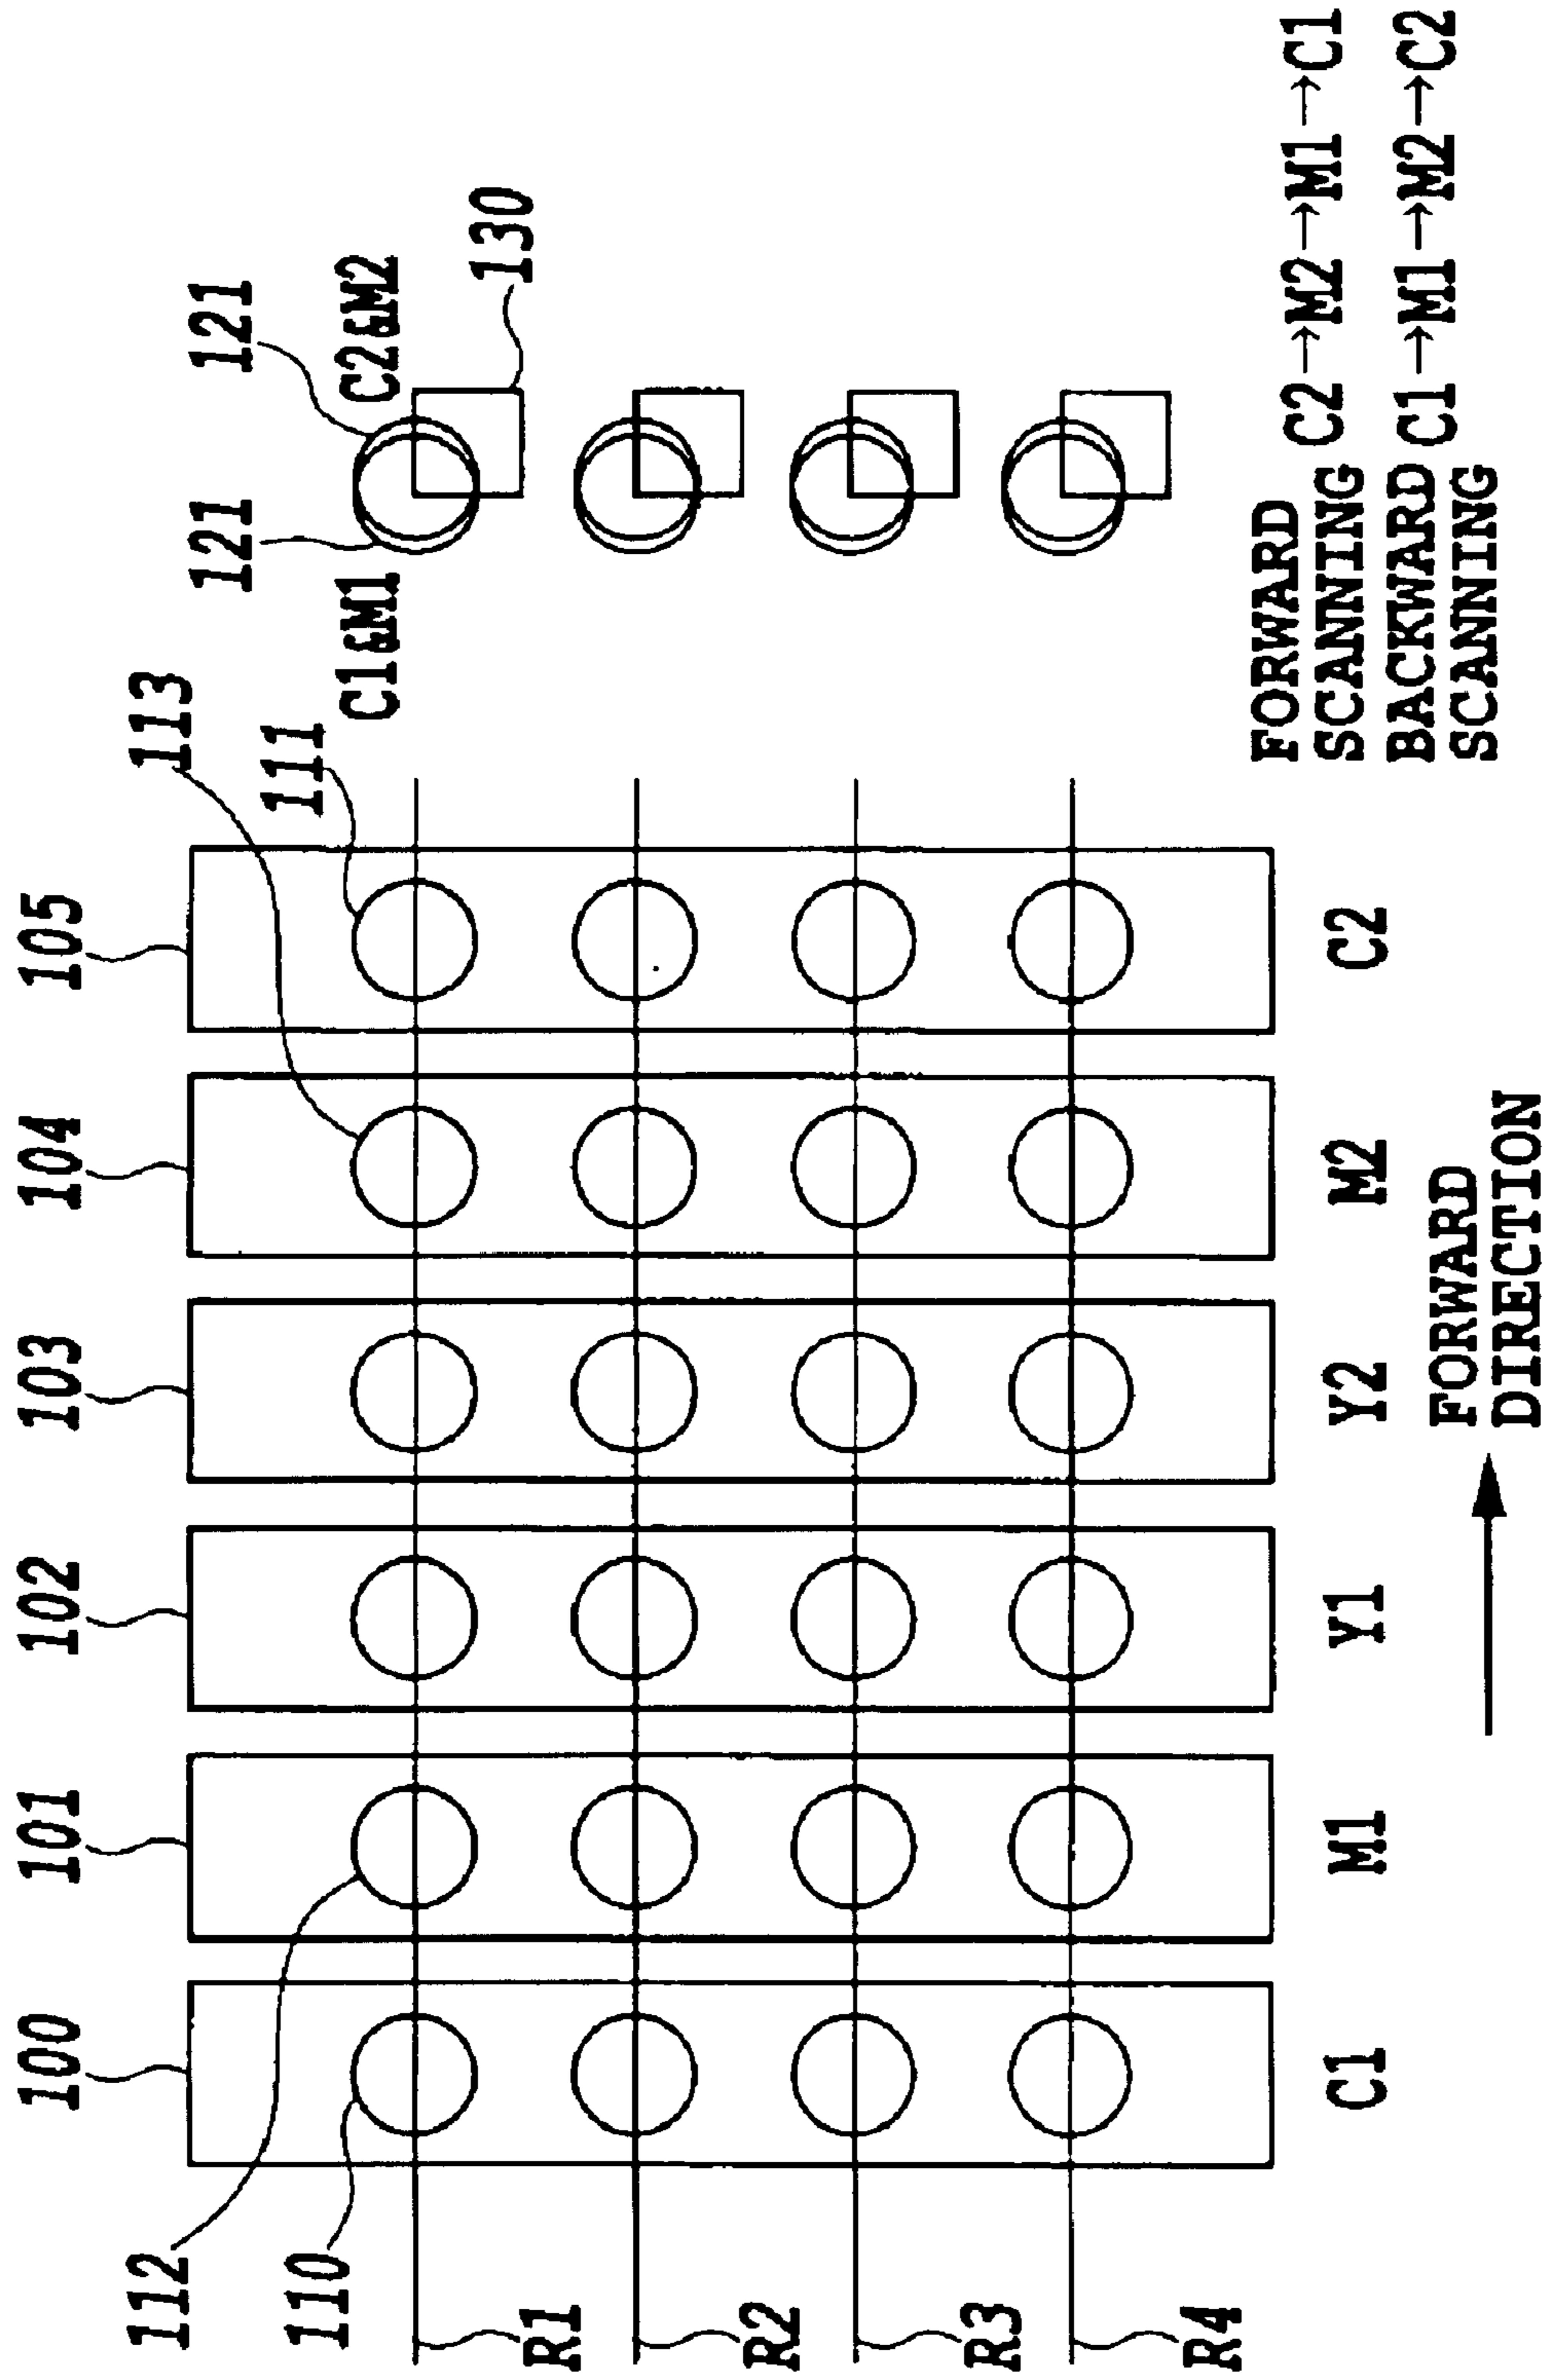 100 101 102 103 104 105
112 113 121 121
110 111 C1&M1 C2&M2 130
R1
R2
R3
R4
C1 M1 Y1 Y2 M2 C2
FORWARD
DIRECTION
FORWARD
SCANNING C2→M2→M1→C1
BACKWARD C1→M1→M2→C2
SCANNING